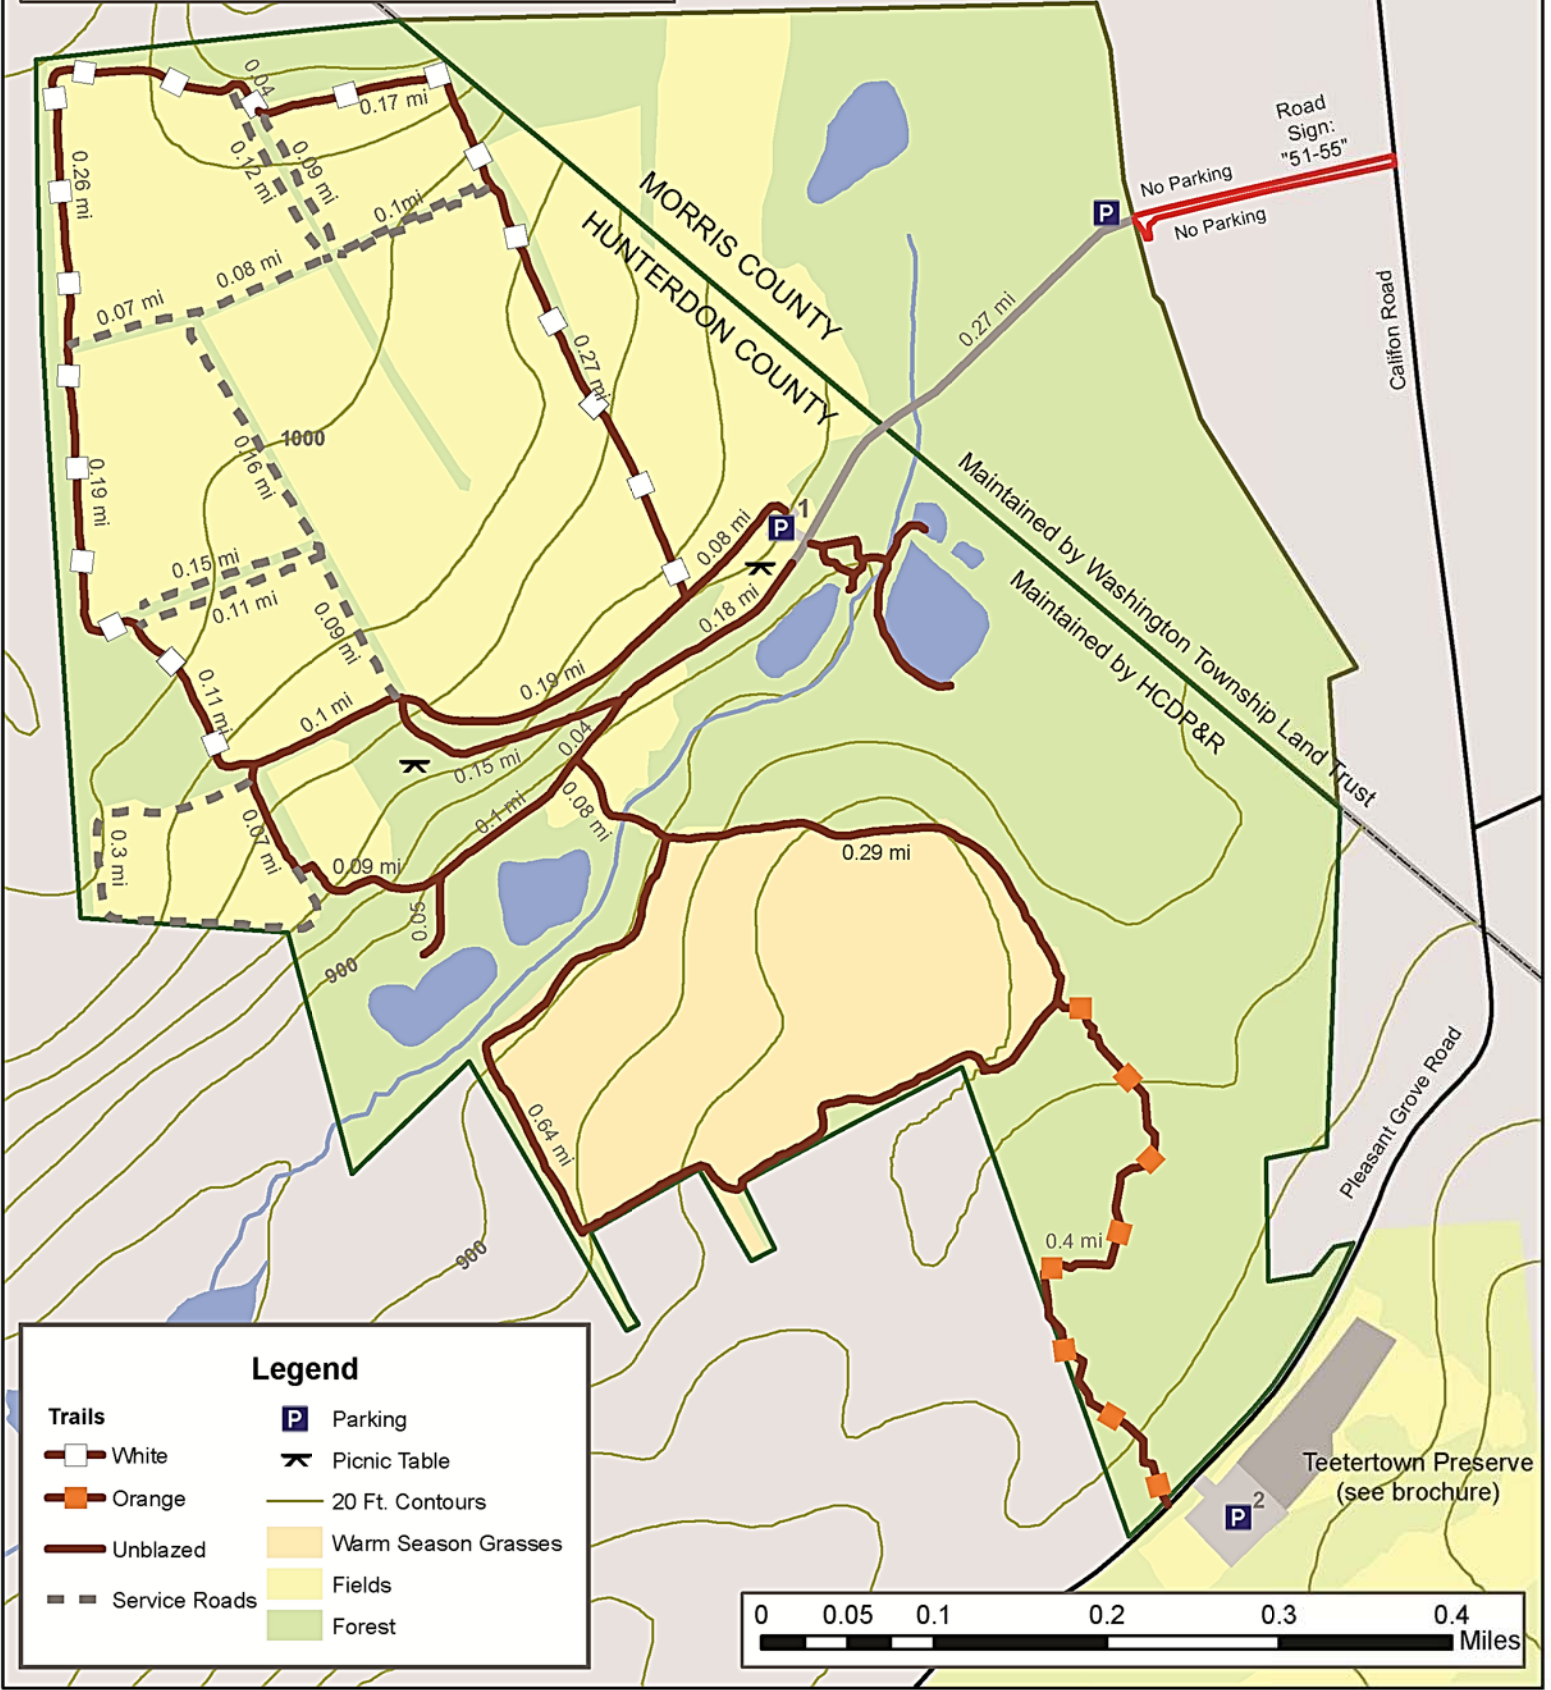 0.04
0.17 mi
0.26 mi
0.12 mi
0.09 mi
0.1mi
0.08 mi
0.07 mi
MORRIS COUNTY
HUNTERDON COUNTY
Road
Sign:
"51-55"
No Parking
No Parking
P
0.27 mi
Califon Road
0.27 mi
1000
0.16 mi
0.19 mi
0.15 mi
0.11 mi
0.09 mi
0.08 mi
P 1
0.18 mi
Maintained by Washington Township Land Trust
Maintained by HCDP&R
0.11 mi
0.1 mi
0.19 mi
0.15 mi
0.04
0.1 mi
0.08 mi
0.3 mi
0.07 mi
0.09 mi
0.05
0.29 mi
900
0.64 mi
900
0.4 mi
Pleasant Grove Road
Teetertown Preserve
(see brochure)
P 2
Legend
Trails
White
Orange
Unblazed
Service Roads
P Parking
Picnic Table
20 Ft. Contours
Warm Season Grasses
Fields
Forest
0 0.05 0.1 0.2 0.3 0.4
Miles